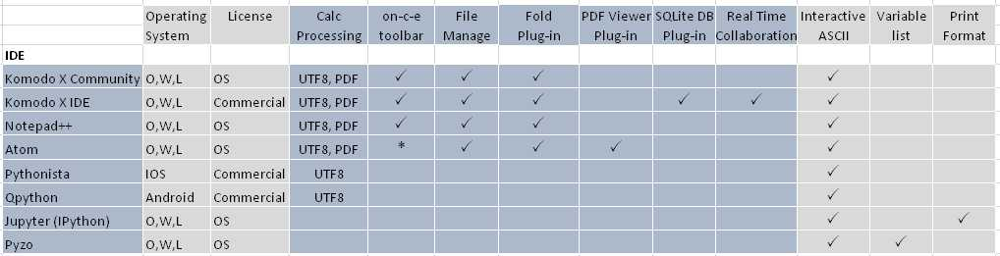 Operating System License Calc Processing on-c-e toolbar File Manage Fold Plug-in PDF Viewer Plug-in SQLite DB Plug-in Real Time Collaboration Interactive ASCII Variable list Print Format
IDE
Komodo X Community O,W,L OS UTF8, PDF ✓ ✓ ✓ ✓
Komodo X IDE O,W,L Commercial UTF8, PDF ✓ ✓ ✓ ✓ ✓ ✓
Notepad++ O,W,L OS UTF8, PDF ✓ ✓ ✓ ✓
Atom O,W,L OS UTF8, PDF * ✓ ✓ ✓ ✓
Pythonista IOS Commercial UTF8 ✓
Qpython Android Commercial UTF8 ✓
Jupyter (IPython) O,W,L OS ✓ ✓
Pyzo O,W,L OS ✓ ✓